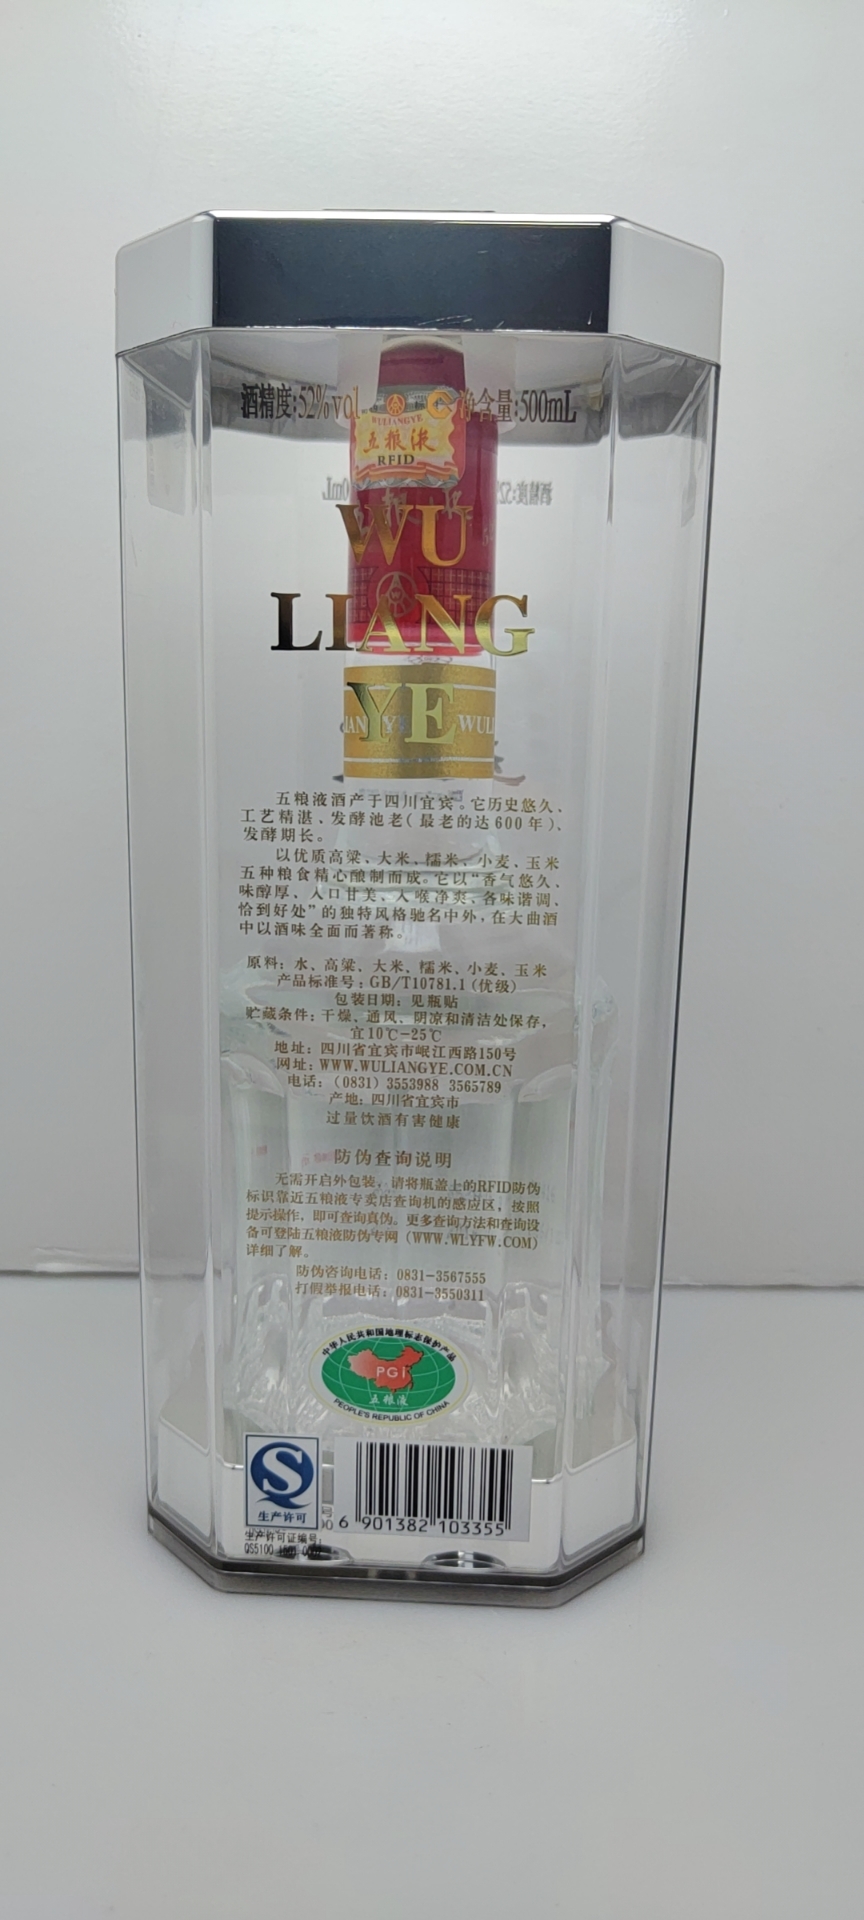 酒精度:52%vol 净含量:500mL
WULIANGYE
五粮液
RFID
WU
LIANG
YE
五粮液酒产于四川宜宾。它历史悠久、
工艺精湛、发酵池老(最老的达600年)、
发酵期长。
以优质高粱、大米、糯米、小麦、玉米
五种粮食精心酿制而成。它以“香气悠久、
味醇厚、入口甘美、入喉净爽、各味谐调、
恰到好处”的独特风格驰名中外,在大曲酒
中以酒味全面而著称。
原料: 水、高粱、大米、糯米、小麦、玉米
产品标准号: GB/T10781.1(优级)
包装日期: 见瓶贴
贮藏条件: 干燥、通风、阴凉和清洁处保存,
宜10℃-25℃
地址: 四川省宜宾市岷江西路150号
网址: WWW.WULIANGYE.COM.CN
电话: (0831) 3553988 3565789
产地: 四川省宜宾市
过量饮酒有害健康
防伪查询说明
无需开启外包装, 请将瓶盖上的RFID防伪
标识靠近五粮液专卖店查询机的感应区, 按照
提示操作, 即可查询真伪。更多查询方法和查询设
备可登陆五粮液防伪专网 (WWW.WLYFW.COM)
详细了解。
防伪咨询电话: 0831-3567555
打假举报电话: 0831-3550311
中华人民共和国地理标志保护产品
PGI
五粮液
PEOPLE'S REPUBLIC OF CHINA
生产许可
6 901382 103355
生产许可证编号:
QS5100